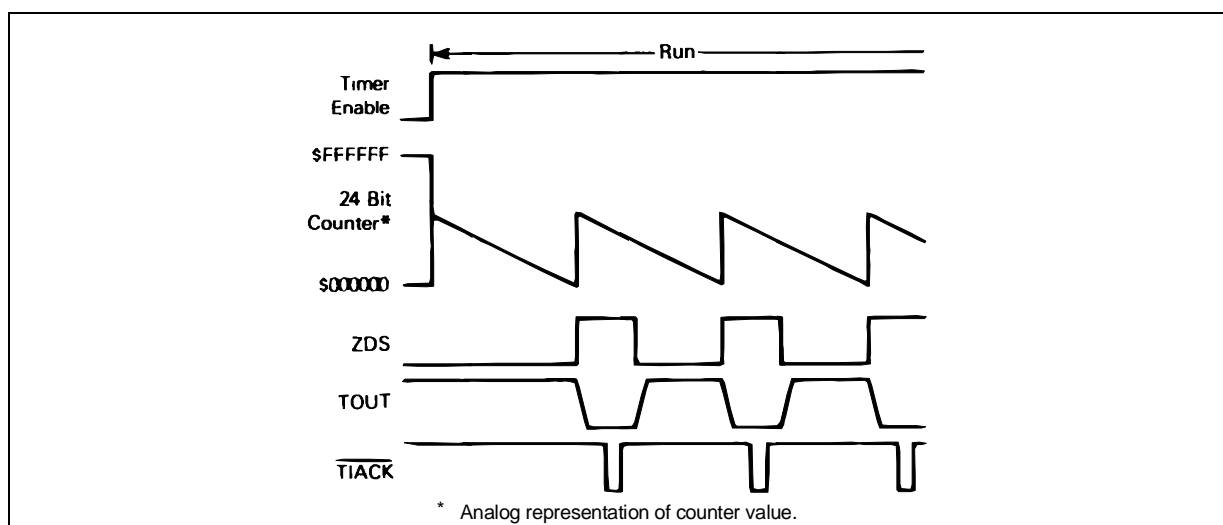 Run
Timer
Enable
$FFFFFF
24 Bit
Counter*
$000000
ZDS
TOUT
TIACK
* Analog representation of counter value.